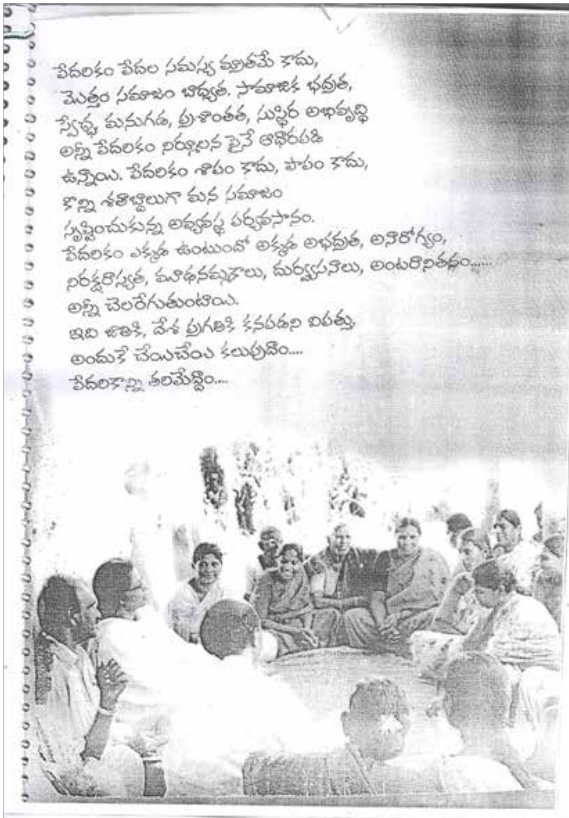 పేదరికం పేదల సమస్య మాత్రమే కాదు,
మొత్తం సమాజం బాధ్యత. సామాజిక భద్రత,
స్వేచ్ఛ, మనుగడ, ప్రశాంతత, సుస్థిర అభివృద్ధి
అన్నీ పేదరికం నిర్మూలన పైనే ఆధారపడి
ఉన్నాయి. పేదరికం శాపం కాదు, పాపం కాదు,
కొన్ని శతాబ్దాలుగా మన సమాజం
సృష్టించుకున్న అవ్యవస్థ పర్యవసానం.
పేదరికం ఎక్కడ ఉంటుందో అక్కడ అభద్రత, అనారోగ్యం,
నిరక్షరాస్యత, మూఢనమ్మకాలు, దుర్వ్యసనాలు, అంటరానితనం......
అన్నీ చెలరేగుతుంటాయి.
ఇది జాతికి, దేశ ప్రగతికి కనపడని విపత్తు,
అందుకే చేయిచేయి కలుపుదాం....
పేదరికాన్ని తరిమేద్దాం....